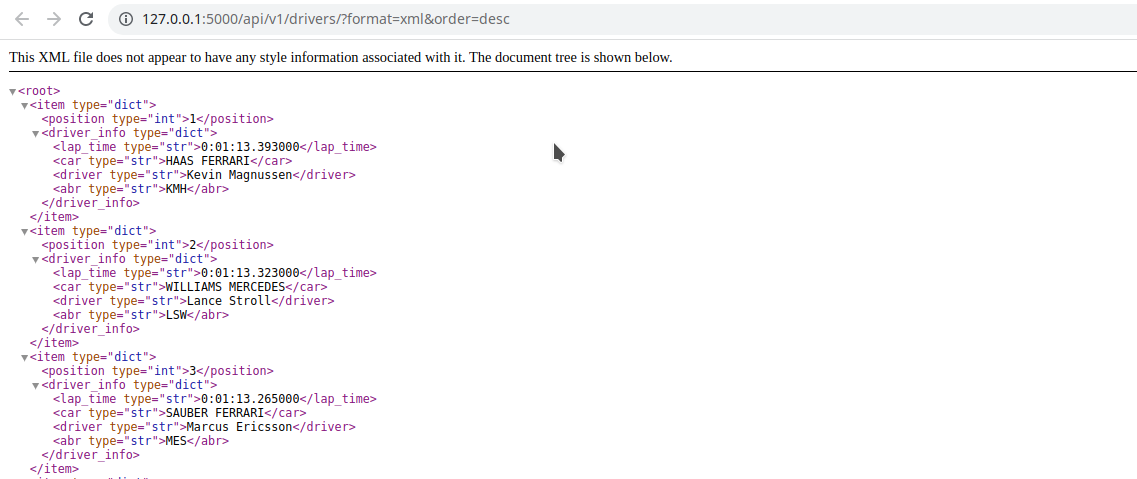 127.0.0.1:5000/api/v1/drivers/?format=xml&order=desc
This XML file does not appear to have any style information associated with it. The document tree is shown below.
▼<root>
▼<item type="dict">
<position type="int">1</position>
▼<driver_info type="dict">
<lap_time type="str">0:01:13.393000</lap_time>
<car type="str">HAAS FERRARI</car>
<driver type="str">Kevin Magnussen</driver>
<abr type="str">KMH</abr>
</driver_info>
</item>
▼<item type="dict">
<position type="int">2</position>
▼<driver_info type="dict">
<lap_time type="str">0:01:13.323000</lap_time>
<car type="str">WILLIAMS MERCEDES</car>
<driver type="str">Lance Stroll</driver>
<abr type="str">LSW</abr>
</driver_info>
</item>
▼<item type="dict">
<position type="int">3</position>
▼<driver_info type="dict">
<lap_time type="str">0:01:13.265000</lap_time>
<car type="str">SAUBER FERRARI</car>
<driver type="str">Marcus Ericsson</driver>
<abr type="str">MES</abr>
</driver_info>
</item>